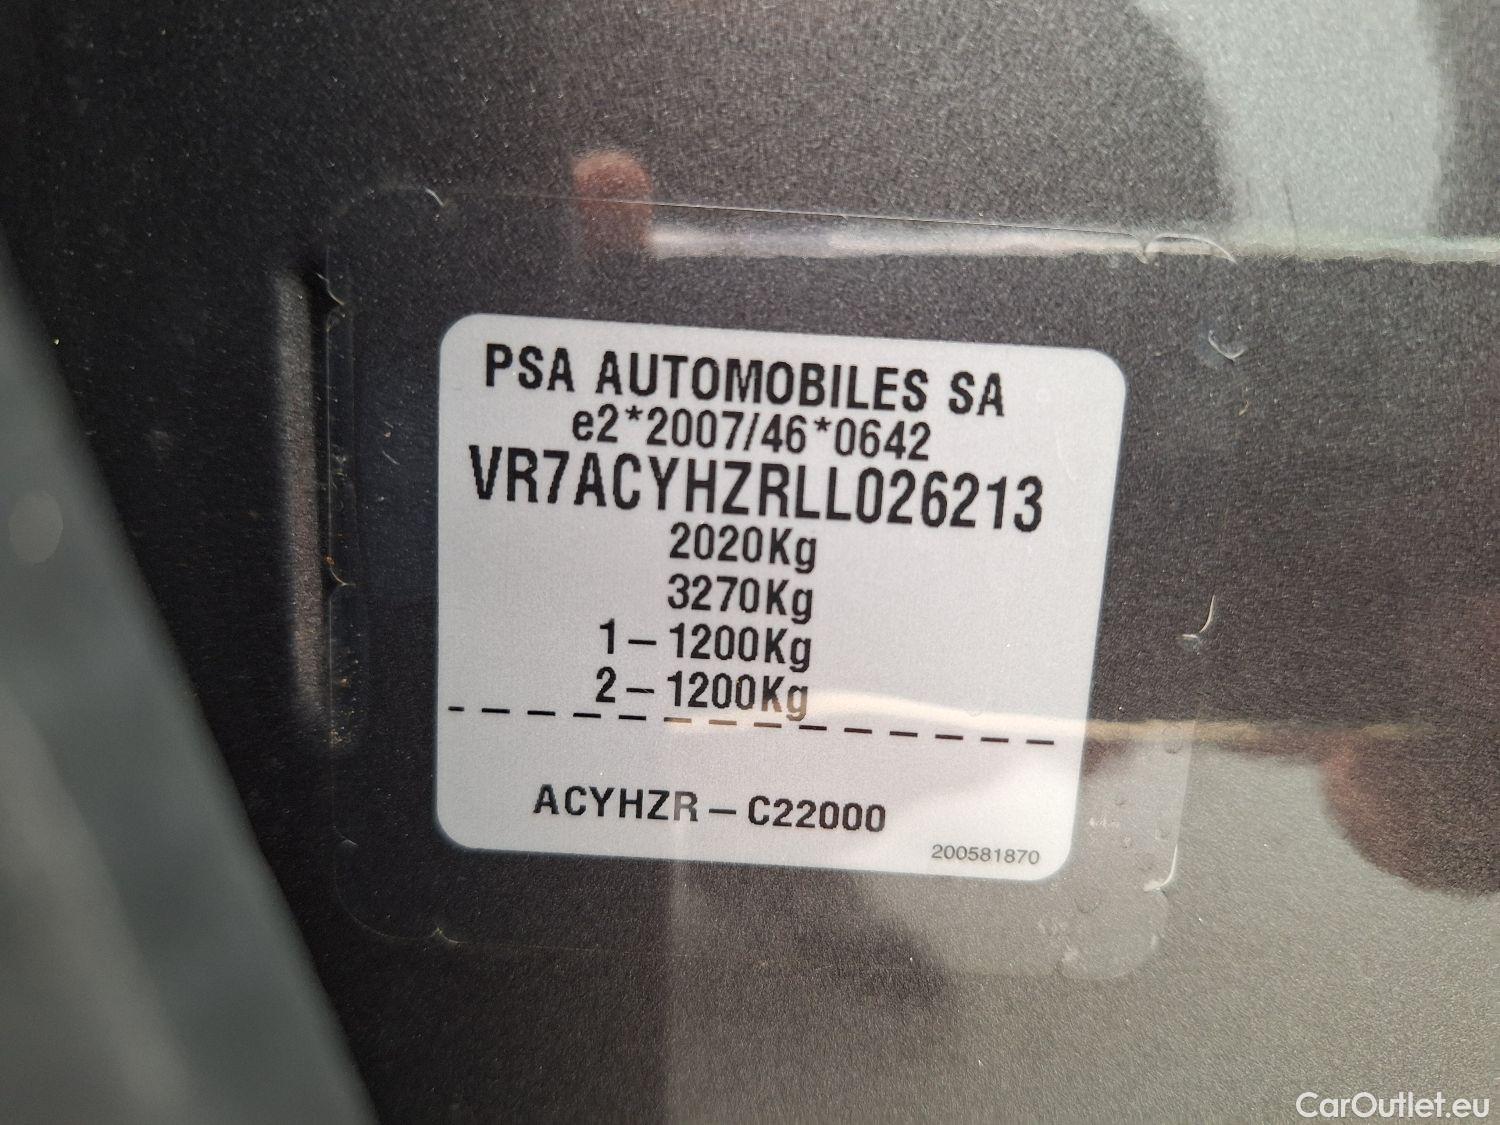 PSA AUTOMOBILES SA
e2*2007/46*0642
VR7ACYHZRLL026213
2020Kg
3270Kg
1 – 1200Kg
2 – 1200Kg
ACYHZR – C22000
200581870
CarOutlet.eu